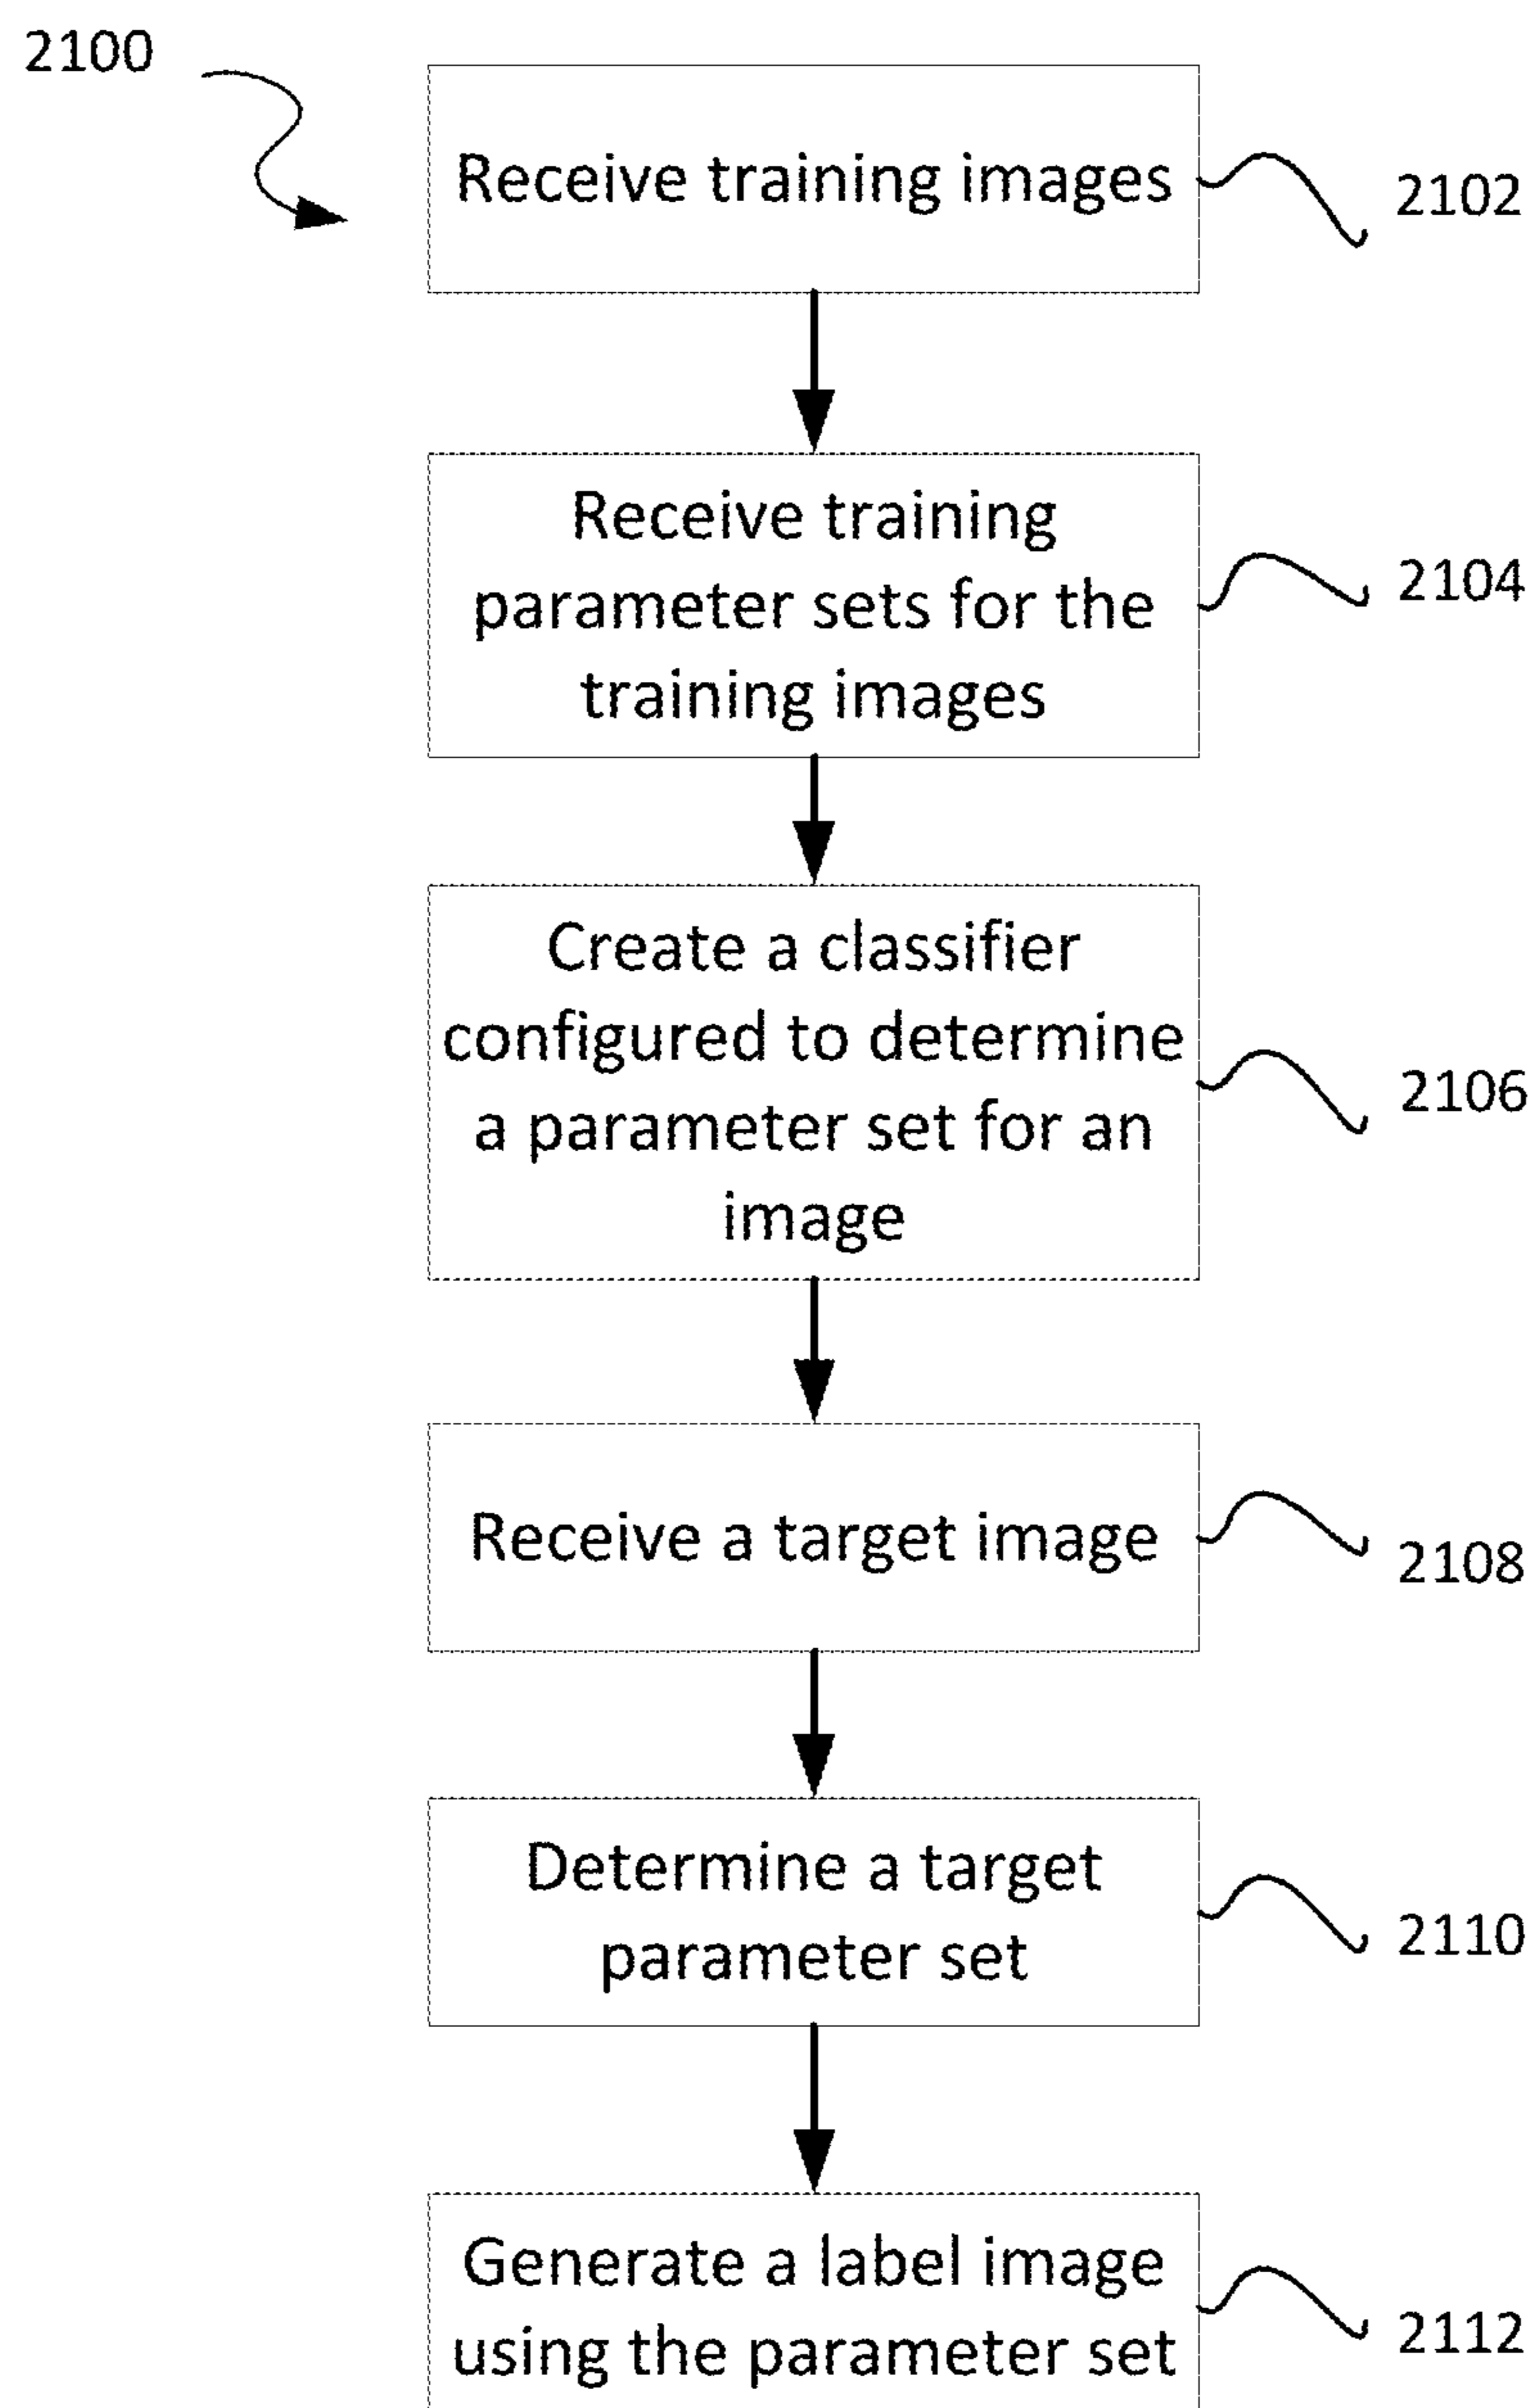 2100
Receive training images
2102
Receive training
parameter sets for the
training images
2104
Create a classifier
configured to determine
a parameter set for an
image
2106
Receive a target image
2108
Determine a target
parameter set
2110
Generate a label image
using the parameter set
2112